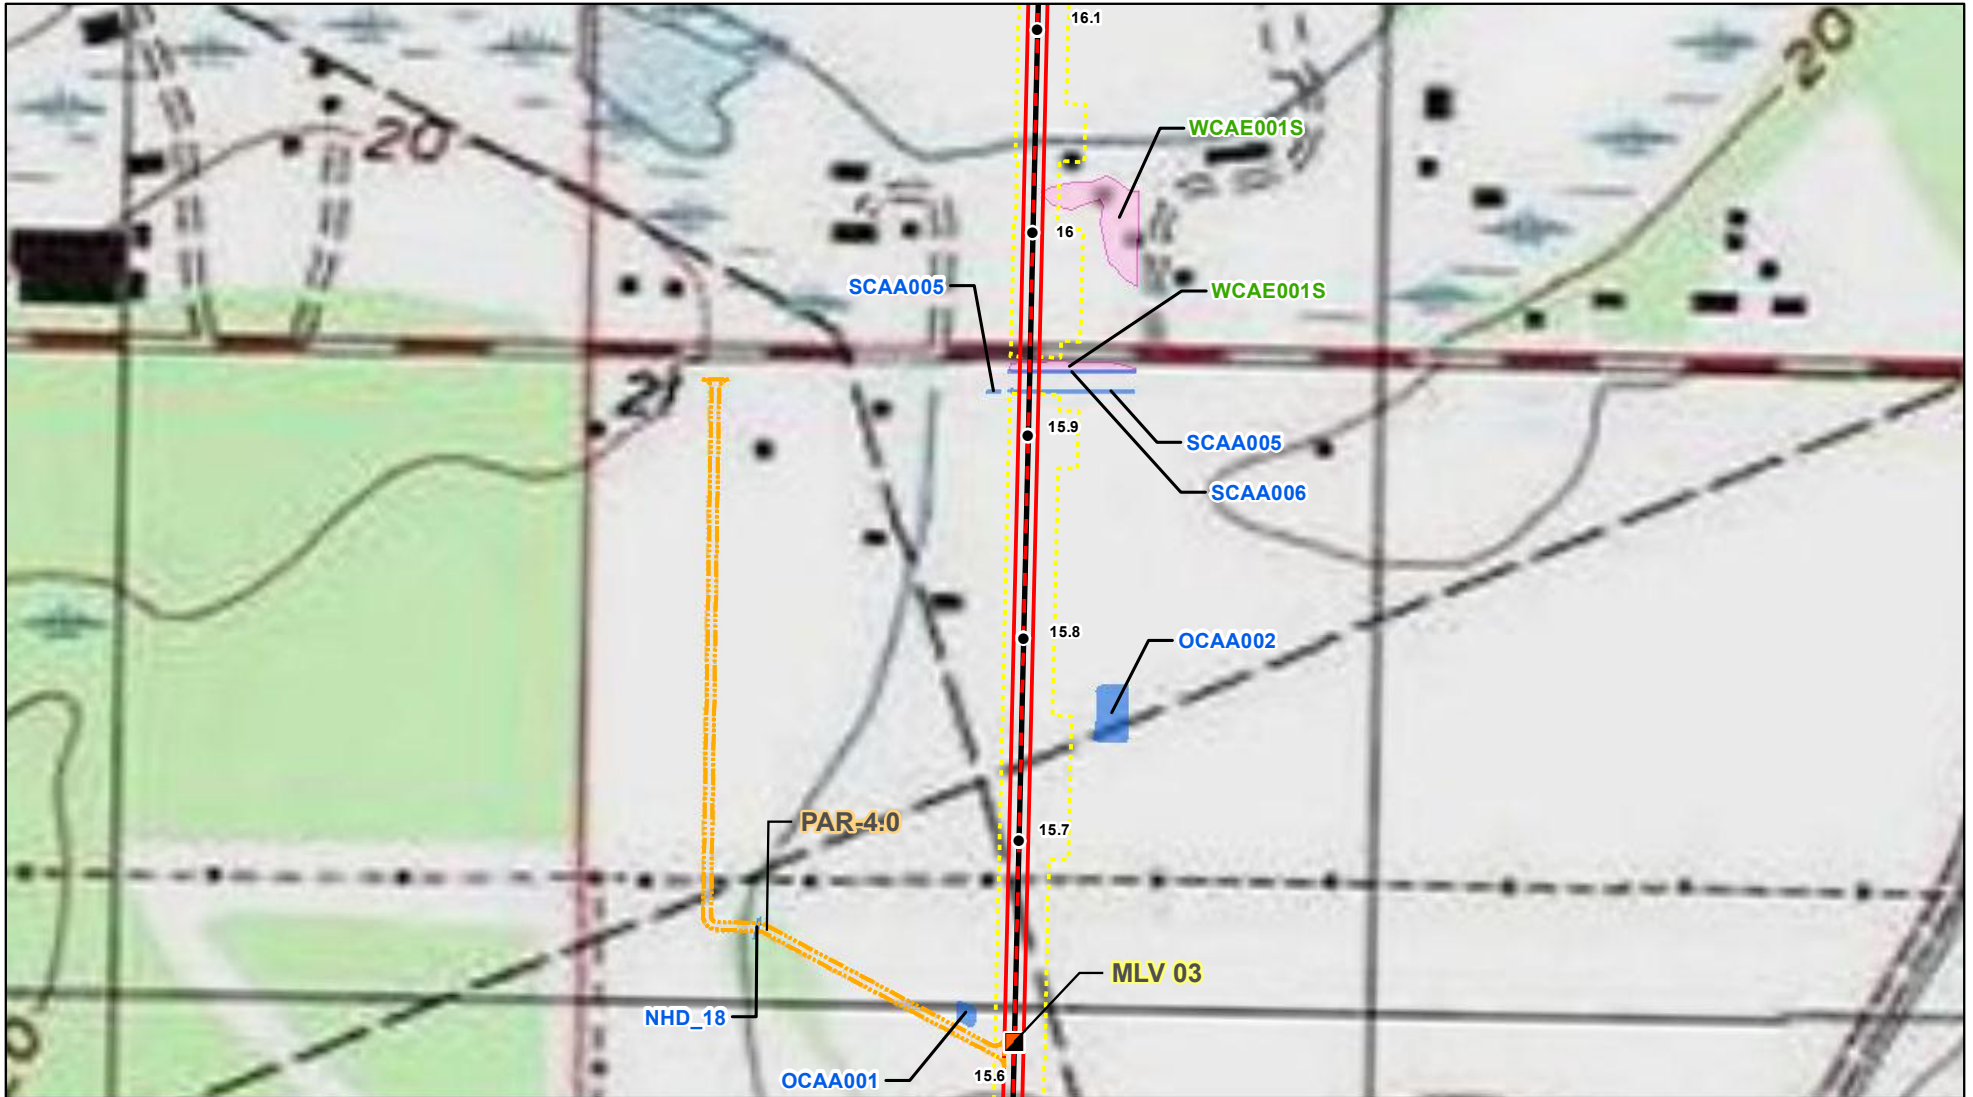 16.1
20
20
WCAE001S
16
SCAA005
WCAE001S
21
15.9
SCAA005
SCAA006
15.8
OCAA002
PAR-4.0
15.7
MLV 03
NHD_18
15.6
OCAA001